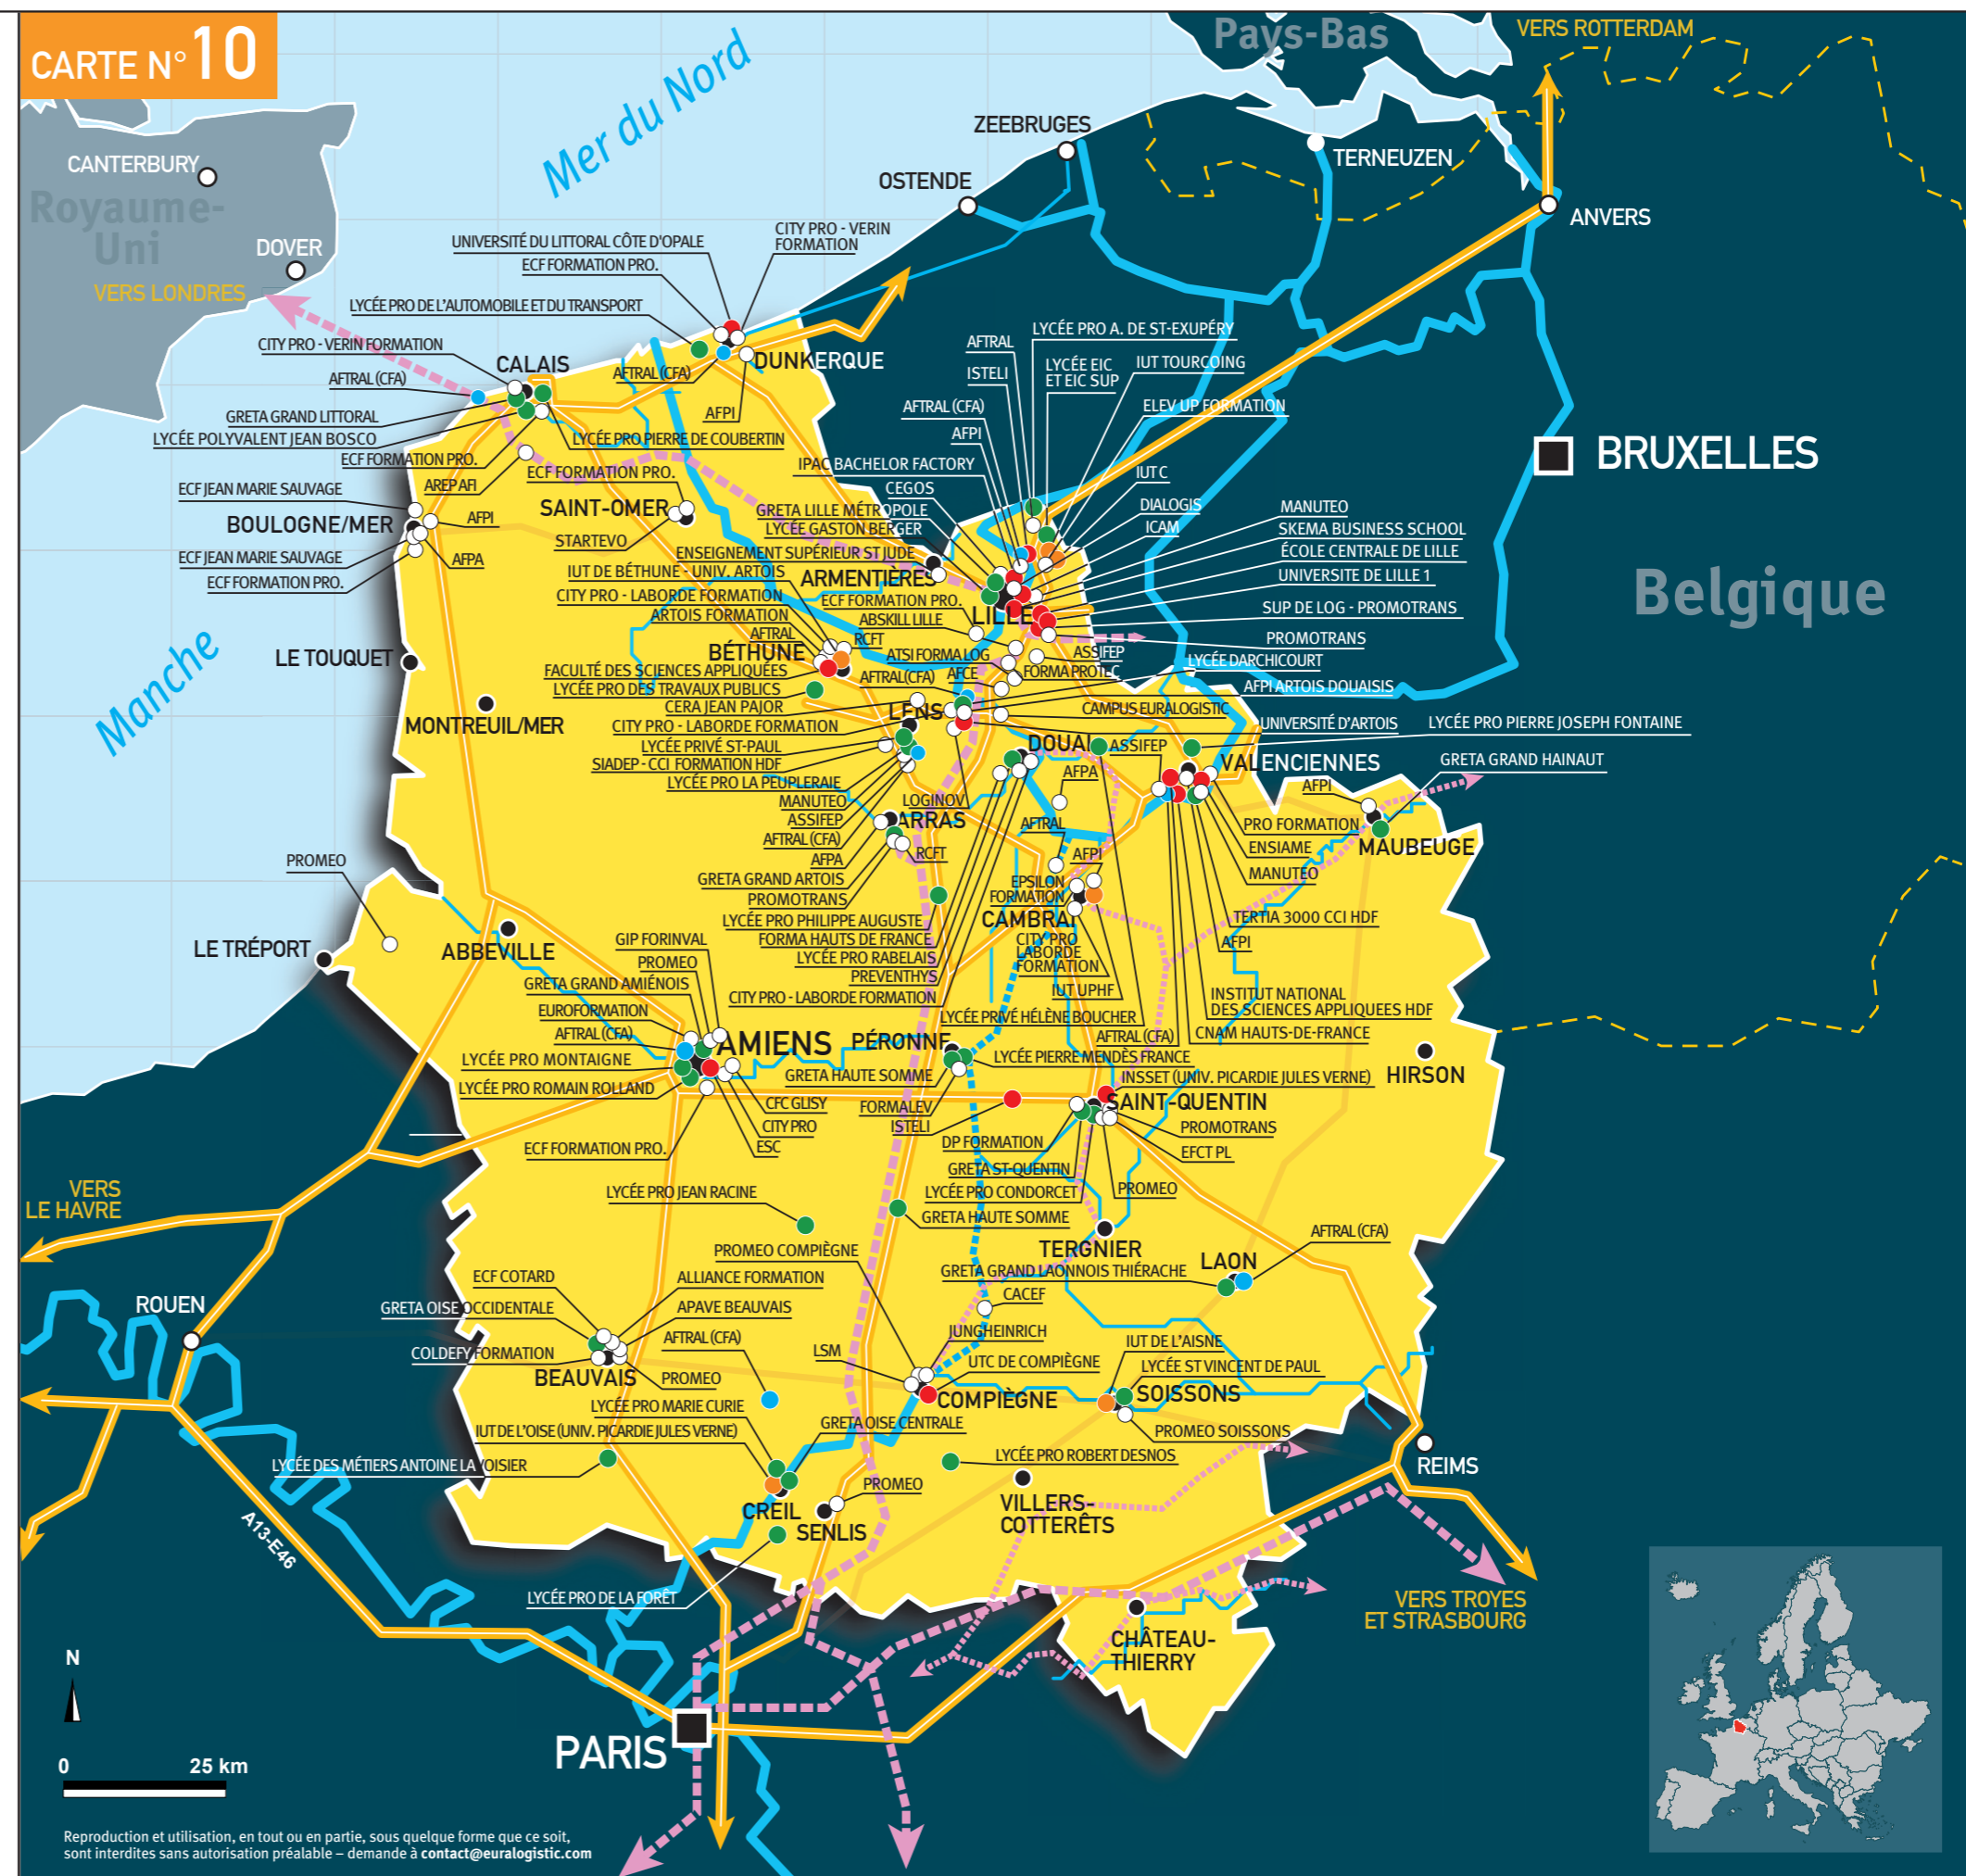 CARTE N° 10
Pays-Bas
VERS ROTTERDAM
Mer du Nord
ZEEBRUGES
TERNEUZEN
CANTERBURY
OSTENDE
Royaume-
Uni
ANVERS
DOVER
VERS LONDRES
UNIVERSITÉ DU LITTORAL CÔTE D'OPALE
CITY PRO - VERIN
FORMATION
ECF FORMATION PRO.
LYCÉE PRO DE L'AUTOMOBILE ET DU TRANSPORT
CITY PRO - VERIN FORMATION
CALAIS
AFTRAL (CFA)
AFTRAL (CFA)
DUNKERQUE
AFPI
GRETA GRAND LITTORAL
LYCÉE POLYVALENT JEAN BOSCO
LYCÉE PRO PIERRE DE COUBERTIN
ECF FORMATION PRO.
AREP AFI
ECF FORMATION PRO.
LYCÉE PRO A. DE ST-EXUPÉRY
AFTRAL
ISTELI
LYCÉE EIC
ET EIC SUP
IUT TOURCOING
AFTRAL (CFA)
ELEV UP FORMATION
AFPI
IPAC BACHELOR FACTORY
IUT C
CEGOS
BRUXELLES
ECF JEAN MARIE SAUVAGE
BOULOGNE/MER
AFPI
SAINT-OMER
STARTEVO
GRETA LILLE MÉTROPOLE
LYCÉE GASTON BERGER
DIALOGIS
ICAM
MANUTEO
SKEMA BUSINESS SCHOOL
ÉCOLE CENTRALE DE LILLE
UNIVERSITE DE LILLE 1
SUP DE LOG - PROMOTRANS
PROMOTRANS
ECF JEAN MARIE SAUVAGE
AFPA
ECF FORMATION PRO.
ENSEIGNEMENT SUPÉRIEUR ST JUDE
ARMENTIÈRES
IUT DE BÉTHUNE - UNIV. ARTOIS
CITY PRO - LABORDE FORMATION
ECF FORMATION PRO.
LILLE
ARTOIS FORMATION
ABSKILL LILLE
AFTRAL
RCFT
BÉTHUNE
ATSI FORMA LOG
ASSIFEP
LYCÉE DARCHICOURT
FACULTÉ DES SCIENCES APPLIQUÉES
AFTRAL(CFA)
AFCE
FORMA PROTEC
LYCÉE PRO DES TRAVAUX PUBLICS
AFPI ARTOIS DOUAISIS
CERA JEAN PAJOR
LENS
CAMPUS EURALOGISTIC
CITY PRO - LABORDE FORMATION
UNIVERSITÉ D'ARTOIS
LYCÉE PRO PIERRE JOSEPH FONTAINE
Belgique
LE TOUQUET
Manche
MONTREUIL/MER
LYCÉE PRIVÉ ST-PAUL
DOUAI
ASSIFEP
SIADEP - CCI FORMATION HDF
VALENCIENNES
GRETA GRAND HAINAUT
LYCÉE PRO LA PEUPLERAIE
AFPA
AFPI
MANUTEO
LOGINOV
ASSIFEP
ARRAS
AFTRAL
PRO FORMATION
MAUBEUGE
AFTRAL (CFA)
RCFT
AFPI
ENSIAME
AFPA
MANUTEO
GRETA GRAND ARTOIS
EPSILON
FORMATION
PROMOTRANS
CAMBRAI
LYCÉE PRO PHILIPPE AUGUSTE
TERTIA 3000 CCI HDF
FORMA HAUTS DE FRANCE
CITY PRO
LABORDE
FORMATION
AFPI
LYCÉE PRO RABELAIS
PREVENTHYS
CITY PRO - LABORDE FORMATION
IUT UPHF
INSTITUT NATIONAL
DES SCIENCES APPLIQUEES HDF
LYCÉE PRIVÉ HÉLÈNE BOUCHER
AFTRAL (CFA)
CNAM HAUTS-DE-FRANCE
PROMEO
LE TRÉPORT
ABBEVILLE
GIP FORINVAL
PROMEO
GRETA GRAND AMIÉNOIS
EUROFORMATION
AFTRAL (CFA)
AMIENS
PÉRONNE
LYCÉE PIERRE MENDÈS FRANCE
LYCÉE PRO MONTAIGNE
GRETA HAUTE SOMME
INSSET (UNIV. PICARDIE JULES VERNE)
HIRSON
LYCÉE PRO ROMAIN ROLLAND
CFC GLISY
FORMALEV
SAINT-QUENTIN
CITY PRO
ISTELI
PROMOTRANS
ECF FORMATION PRO.
ESC
DP FORMATION
EFCT PL
GRETA ST-QUENTIN
LYCÉE PRO JEAN RACINE
LYCÉE PRO CONDORCET
PROMEO
GRETA HAUTE SOMME
VERS
LE HAVRE
PROMEO COMPIÈGNE
TERGNIER
LAON
AFTRAL (CFA)
GRETA GRAND LAONNOIS THIÉRACHE
ECF COTARD
ALLIANCE FORMATION
CACEF
GRETA OISE OCCIDENTALE
APAVE BEAUVAIS
ROUEN
AFTRAL (CFA)
JUNGHEINRICH
IUT DE L'AISNE
COLDEFY FORMATION
LSM
UTC DE COMPIÈGNE
LYCÉE ST VINCENT DE PAUL
BEAUVAIS
PROMEO
COMPIÈGNE
SOISSONS
LYCÉE PRO MARIE CURIE
GRETA OISE CENTRALE
PROMEO SOISSONS
IUT DE L'OISE (UNIV. PICARDIE JULES VERNE)
LYCÉE PRO ROBERT DESNOS
LYCÉE DES MÉTIERS ANTOINE LAVOISIER
REIMS
PROMEO
CREIL
SENLIS
VILLERS-
COTTERÊTS
A13-E46
LYCÉE PRO DE LA FORÊT
VERS TROYES
ET STRASBOURG
CHÂTEAU-
THIERRY
N
PARIS
0 25 km
Reproduction et utilisation, en tout ou en partie, sous quelque forme que ce soit,
sont interdites sans autorisation préalable – demande à contact@euralogistic.com